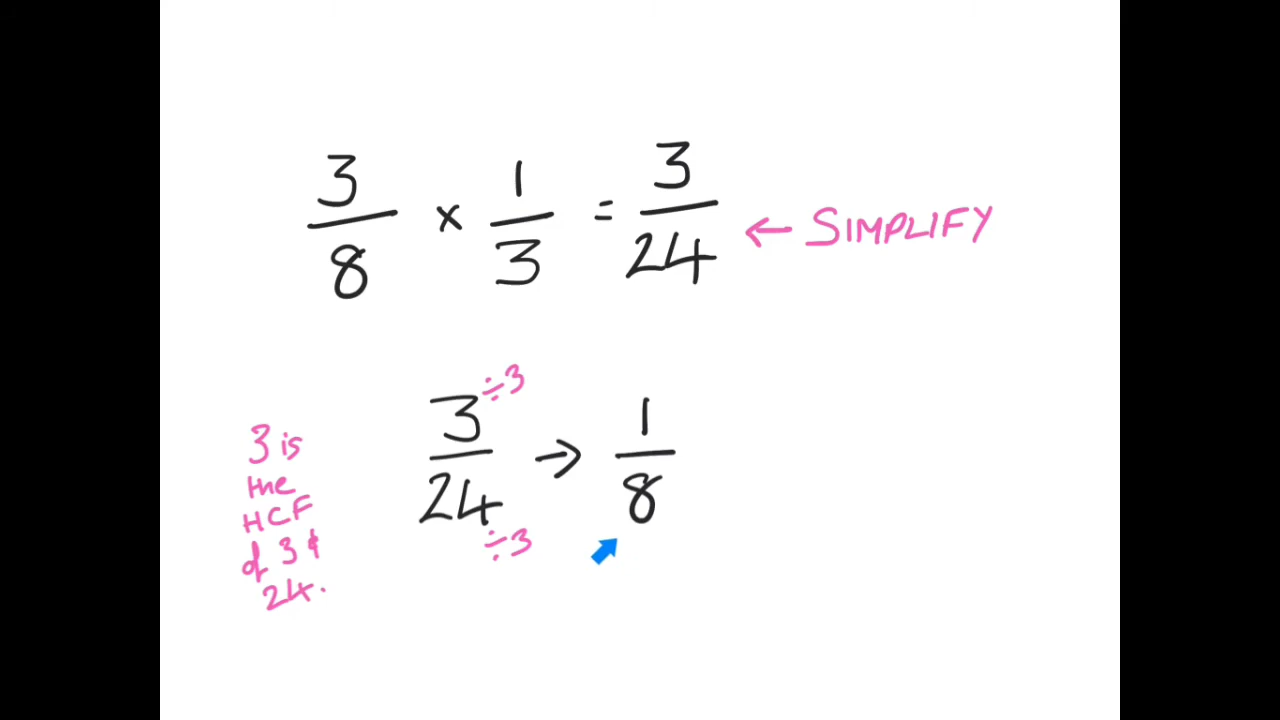 3/8 × 1/3 = 3/24 ← SIMPLIFY
3 ÷3 / 24 ÷3 → 1/8
3 is
the
HCF
of 3 &
24.